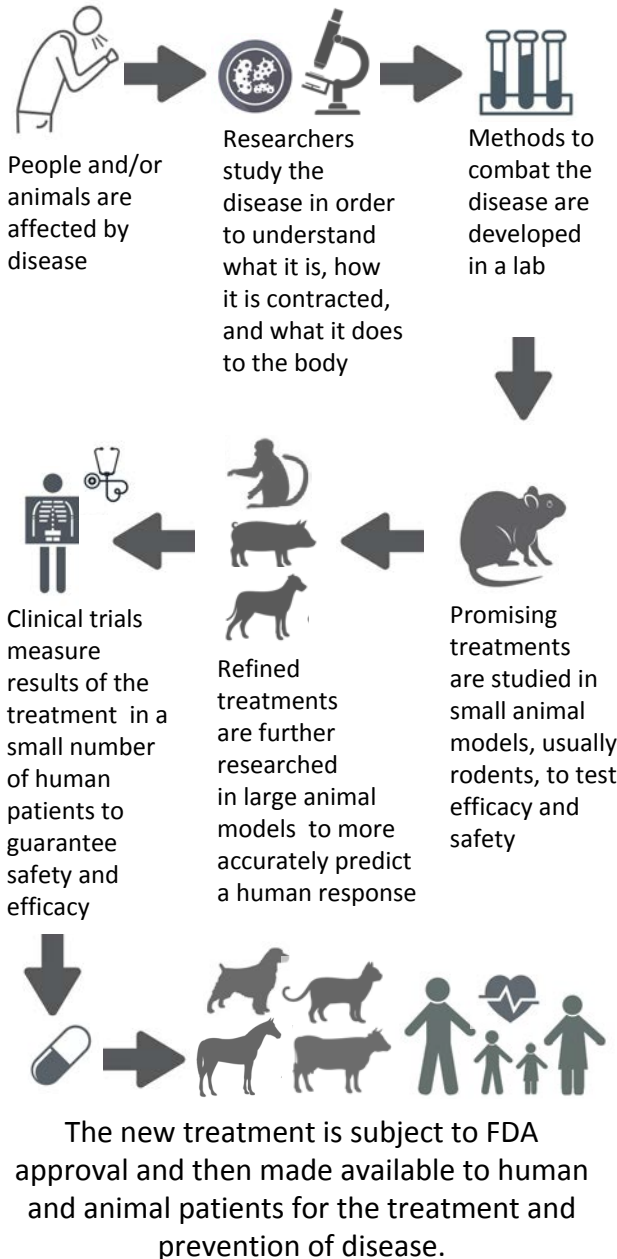 People and/or
animals are
affected by
disease
Researchers
study the
disease in order
to understand
what it is, how
it is contracted,
and what it does
to the body
Methods to
combat the
disease are
developed
in a lab
Promising
treatments
are studied in
small animal
models, usually
rodents, to test
efficacy and
safety
Refined
treatments
are further
researched
in large animal
models to more
accurately predict
a human response
Clinical trials
measure
results of the
treatment in a
small number
of human
patients to
guarantee
safety and
efficacy
The new treatment is subject to FDA
approval and then made available to human
and animal patients for the treatment and
prevention of disease.